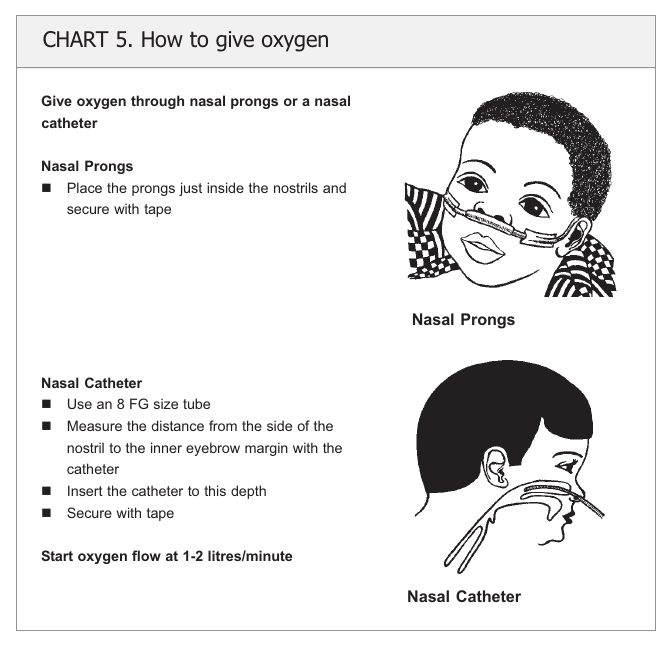 CHART 5. How to give oxygen
Give oxygen through nasal prongs or a nasal
catheter
Nasal Prongs
■ Place the prongs just inside the nostrils and
secure with tape
Nasal Prongs
Nasal Catheter
■ Use an 8 FG size tube
■ Measure the distance from the side of the
nostril to the inner eyebrow margin with the
catheter
■ Insert the catheter to this depth
■ Secure with tape
Start oxygen flow at 1-2 litres/minute
Nasal Catheter